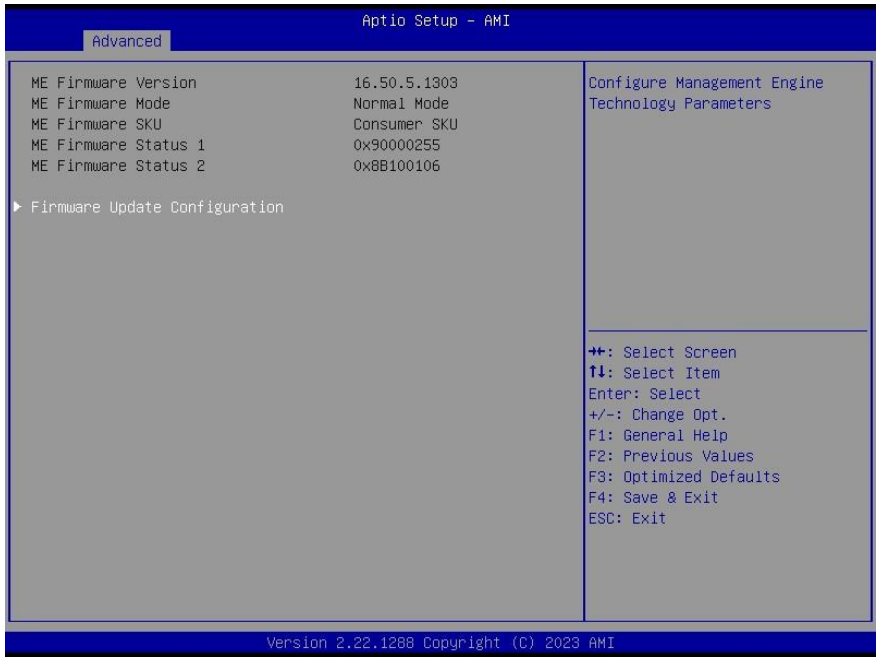 Aptio Setup – AMI
Advanced
ME Firmware Version 16.50.5.1303
ME Firmware Mode Normal Mode
ME Firmware SKU Consumer SKU
ME Firmware Status 1 0x90000255
ME Firmware Status 2 0x8B100106
▶ Firmware Update Configuration
Configure Management Engine
Technology Parameters
→←: Select Screen
↑↓: Select Item
Enter: Select
+/-: Change Opt.
F1: General Help
F2: Previous Values
F3: Optimized Defaults
F4: Save & Exit
ESC: Exit
Version 2.22.1288 Copyright (C) 2023 AMI